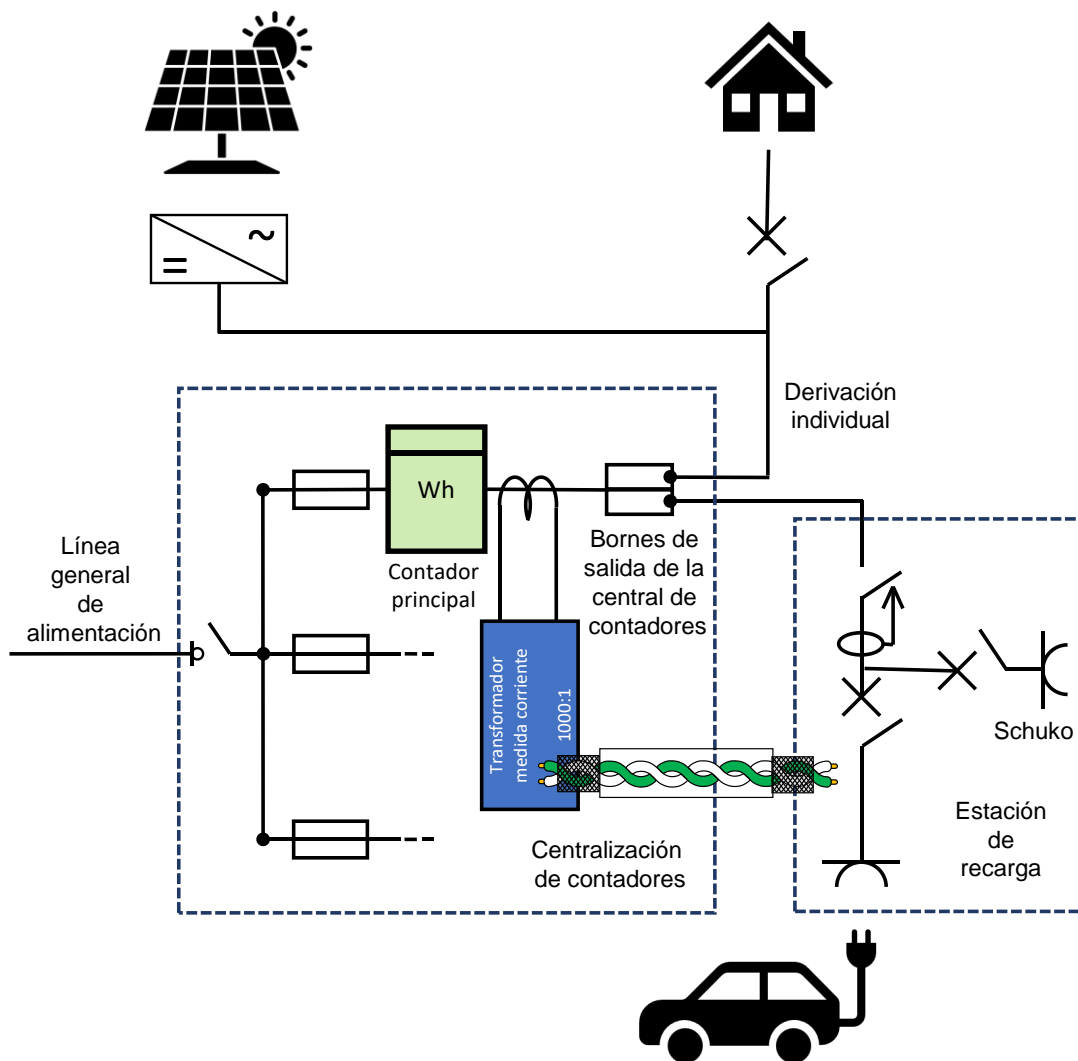 Derivación
individual
Wh
Contador
principal
Bornes de
salida de la
central de
contadores
Línea
general
de
alimentación
Transformador
medida corriente
1000:1
Schuko
Estación
de
recarga
Centralización
de contadores